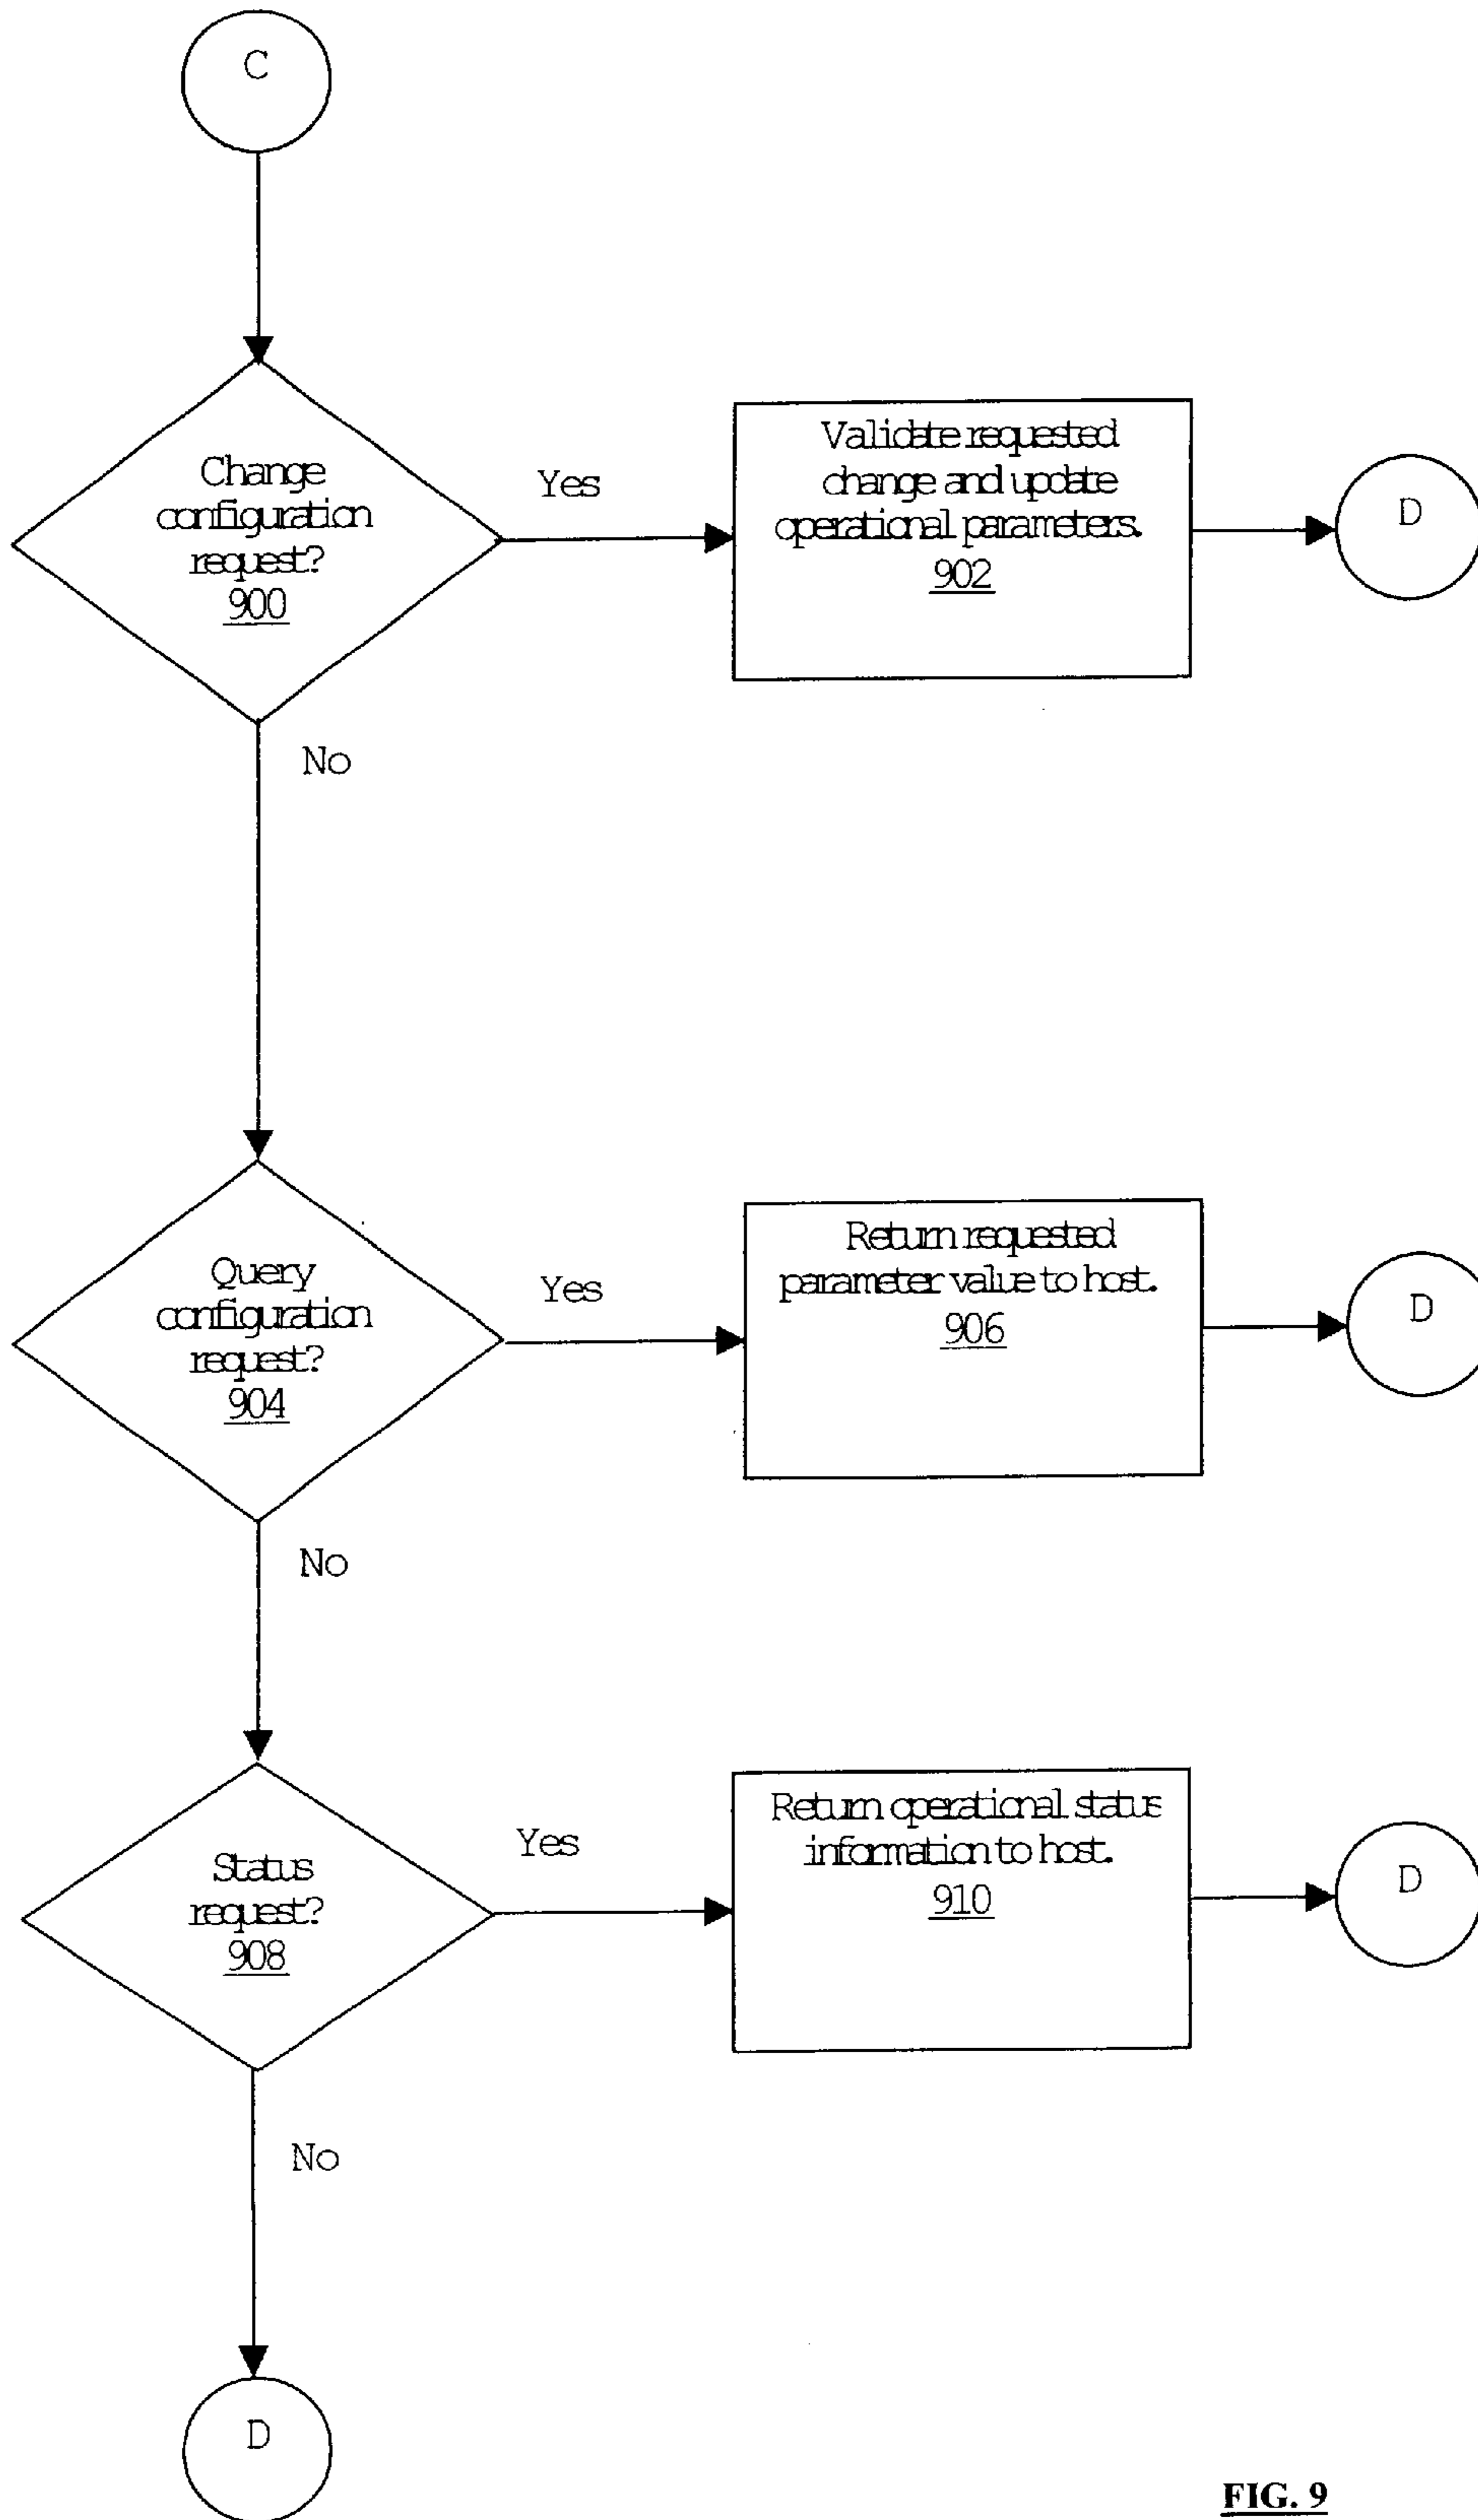 C
Change
configuration
request?
900
Yes
Validate requested
change and update
operational parameters.
902
D
No
Query
configuration
request?
904
Yes
Return requested
parameter value to host.
906
D
No
Status
request?
908
Yes
Return operational status
information to host.
910
D
No
D
FIG. 9